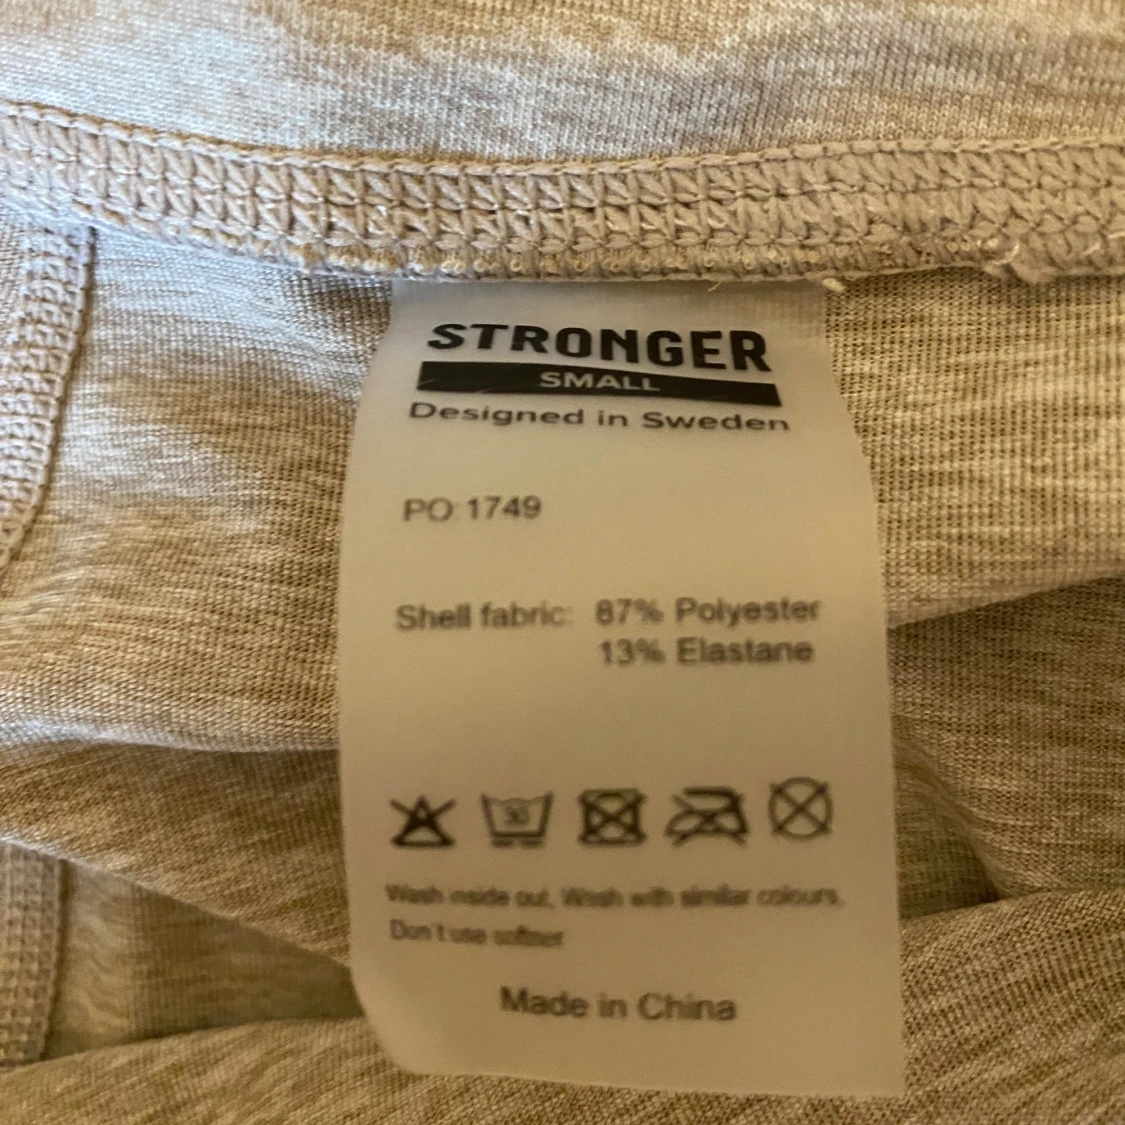 STRONGER
SMALL
Designed in Sweden
PO 1749
Shell fabric: 87% Polyester
13% Elastane
30
Wash inside out. Wash with similar colours.
Don't use softner
Made in China